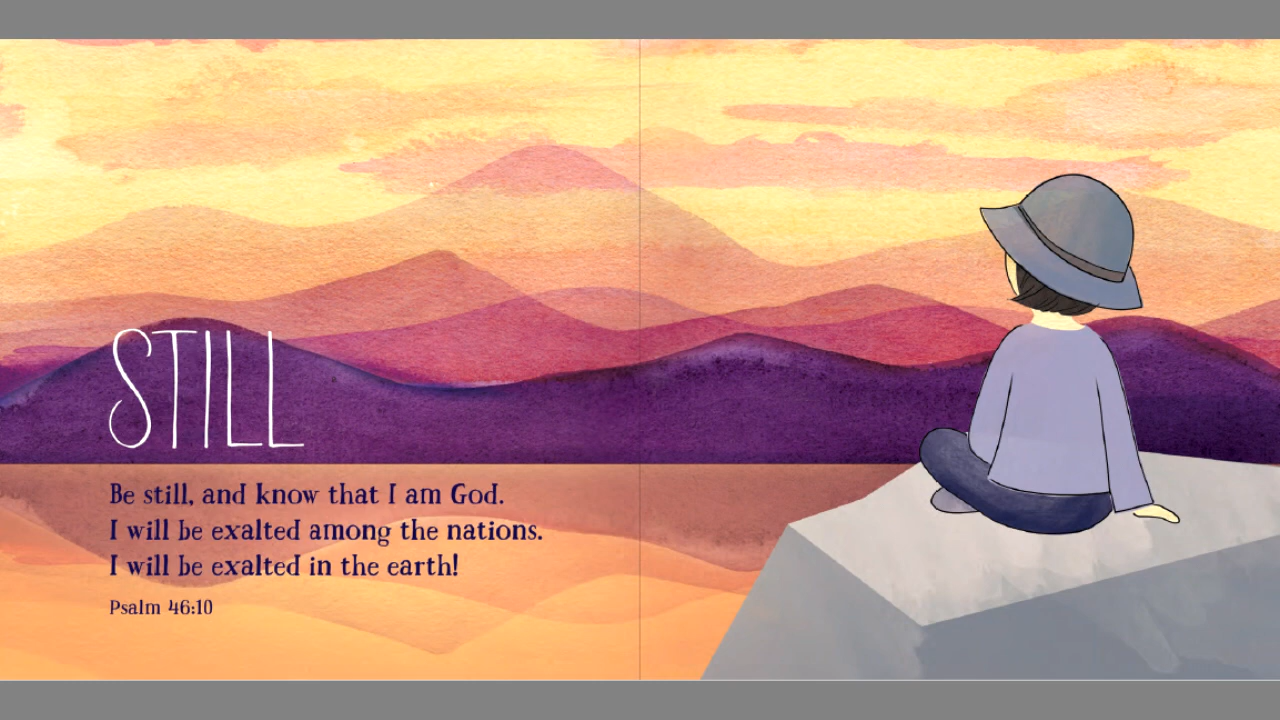 STILL
Be still, and know that I am God.
I will be exalted among the nations.
I will be exalted in the earth!
Psalm 46:10